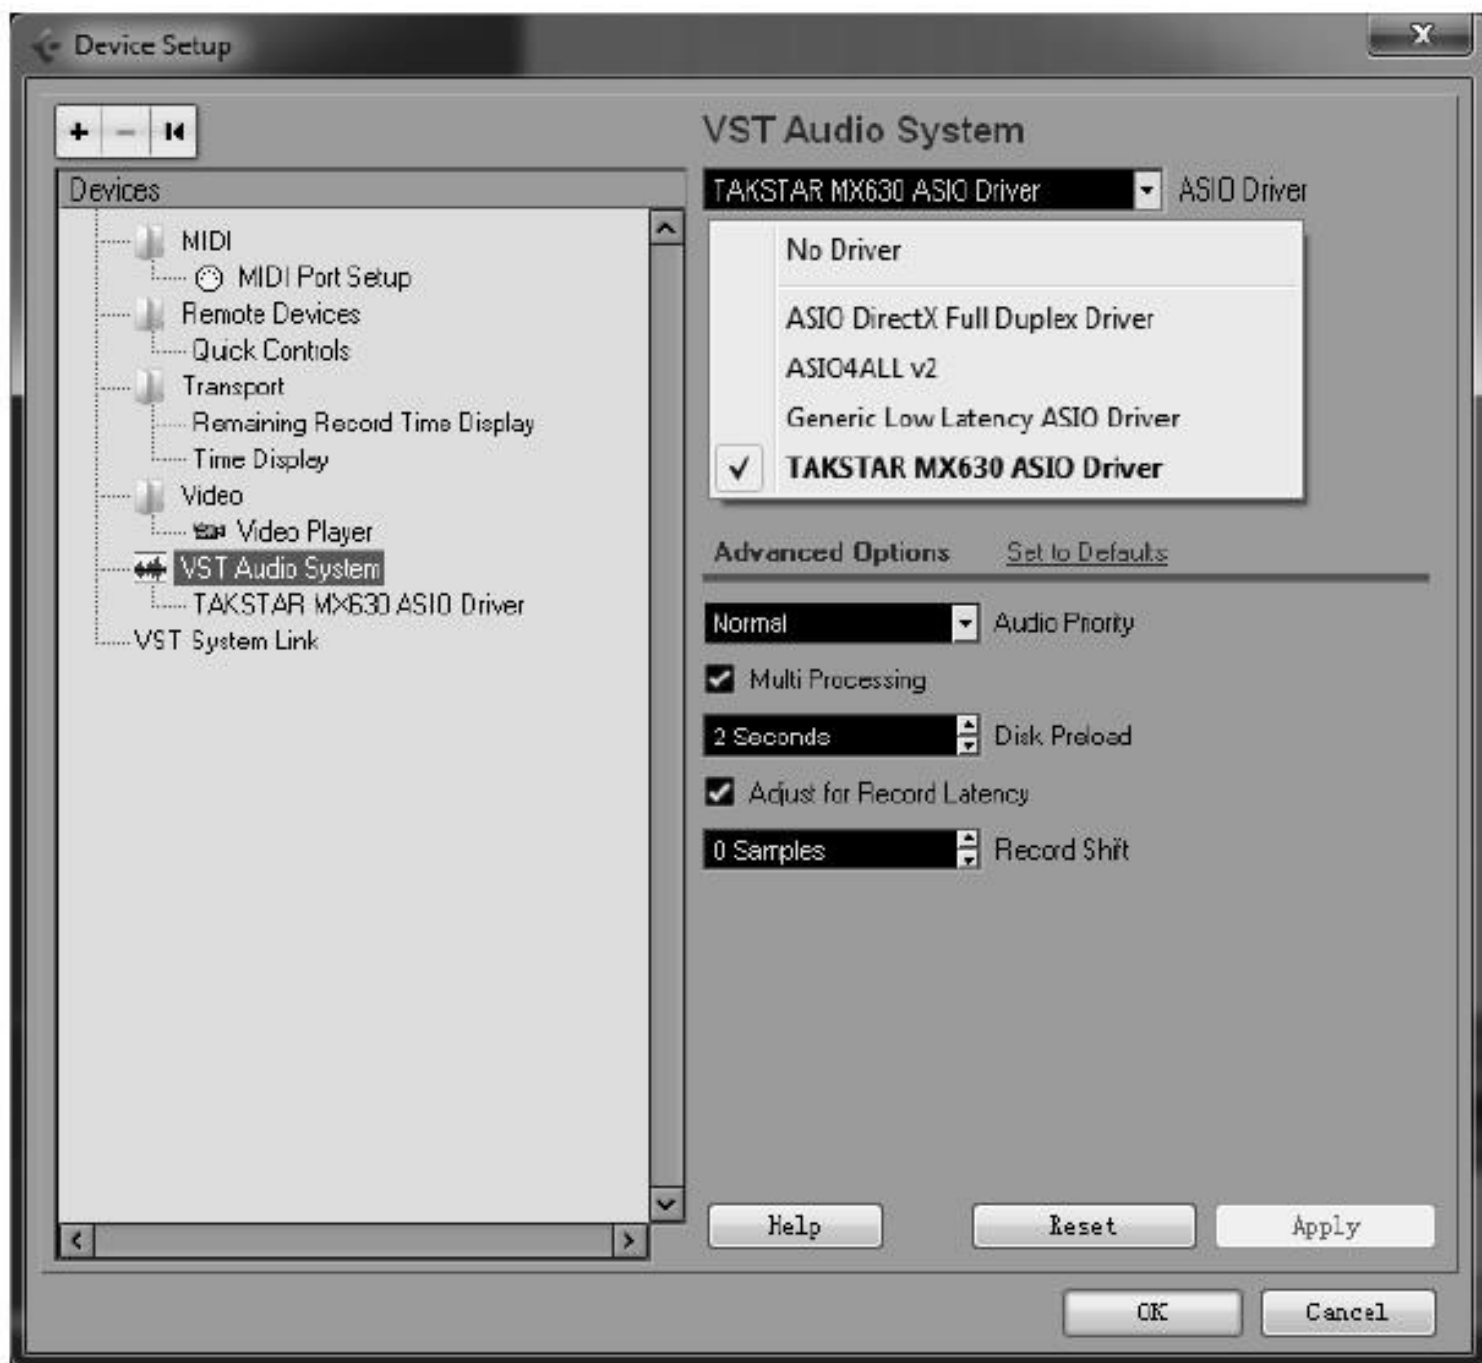 Device Setup
Devices
MIDI
MIDI Port Setup
Remote Devices
Quick Controls
Transport
Remaining Record Time Display
Time Display
Video
Video Player
VST Audio System
TAKSTAR MX630 ASIO Driver
VST System Link
VST Audio System
TAKSTAR MX630 ASIO Driver ASIO Driver
No Driver
ASIO DirectX Full Duplex Driver
ASIO4ALL v2
Generic Low Latency ASIO Driver
TAKSTAR MX630 ASIO Driver
Advanced Options Set to Defaults
Normal Audio Priority
Multi Processing
2 Seconds Disk Preload
Adjust for Record Latency
0 Samples Record Shift
Help Reset Apply
OK Cancel